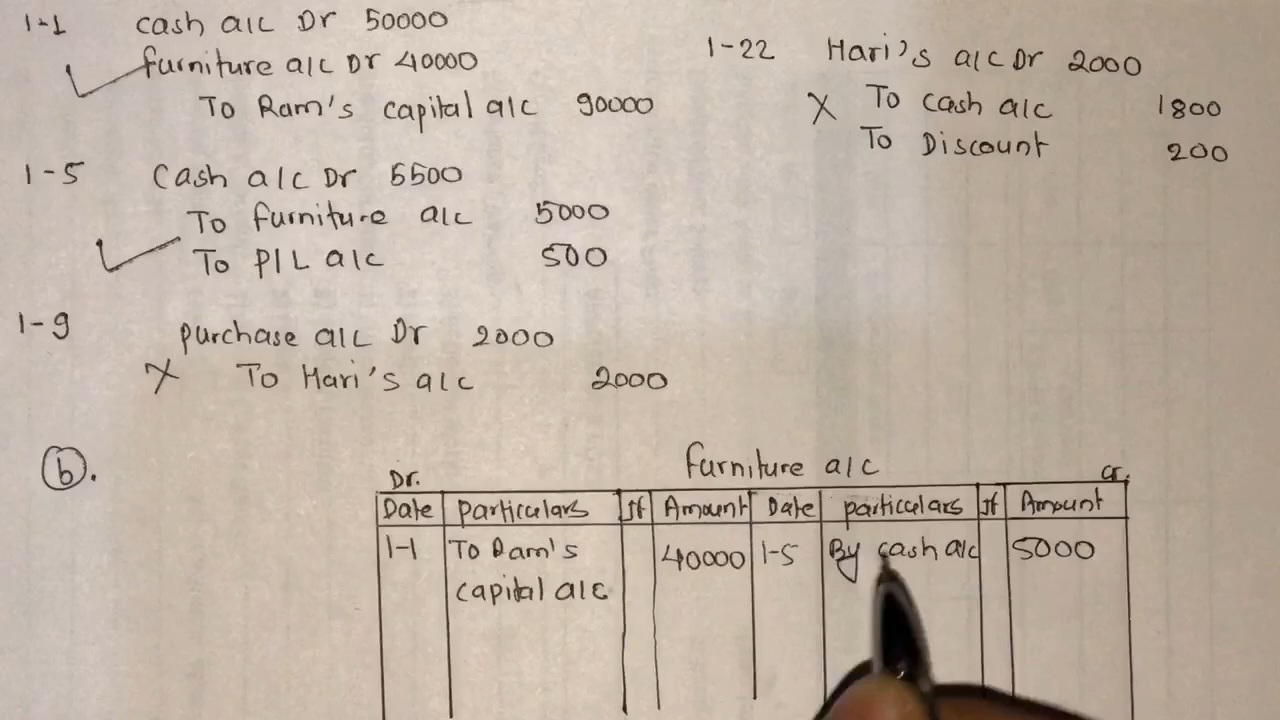 1-1 cash a/c Dr 50000
furniture a/c Dr 40000
To Ram's capital a/c 90000
1-5 Cash a/c Dr 5500
To furniture a/c 5000
To P/L a/c 500
1-9 purchase a/c Dr 2000
X To Hari's a/c 2000
1-22 Hari's a/c Dr 2000
X To cash a/c 1800
To Discount 200
b.
furniture a/c
Dr. Cr.
Date particulars Jf Amount Date particulars Jf Amount
1-1 To Ram's 40000 1-5 By cash a/c 5000
capital a/c